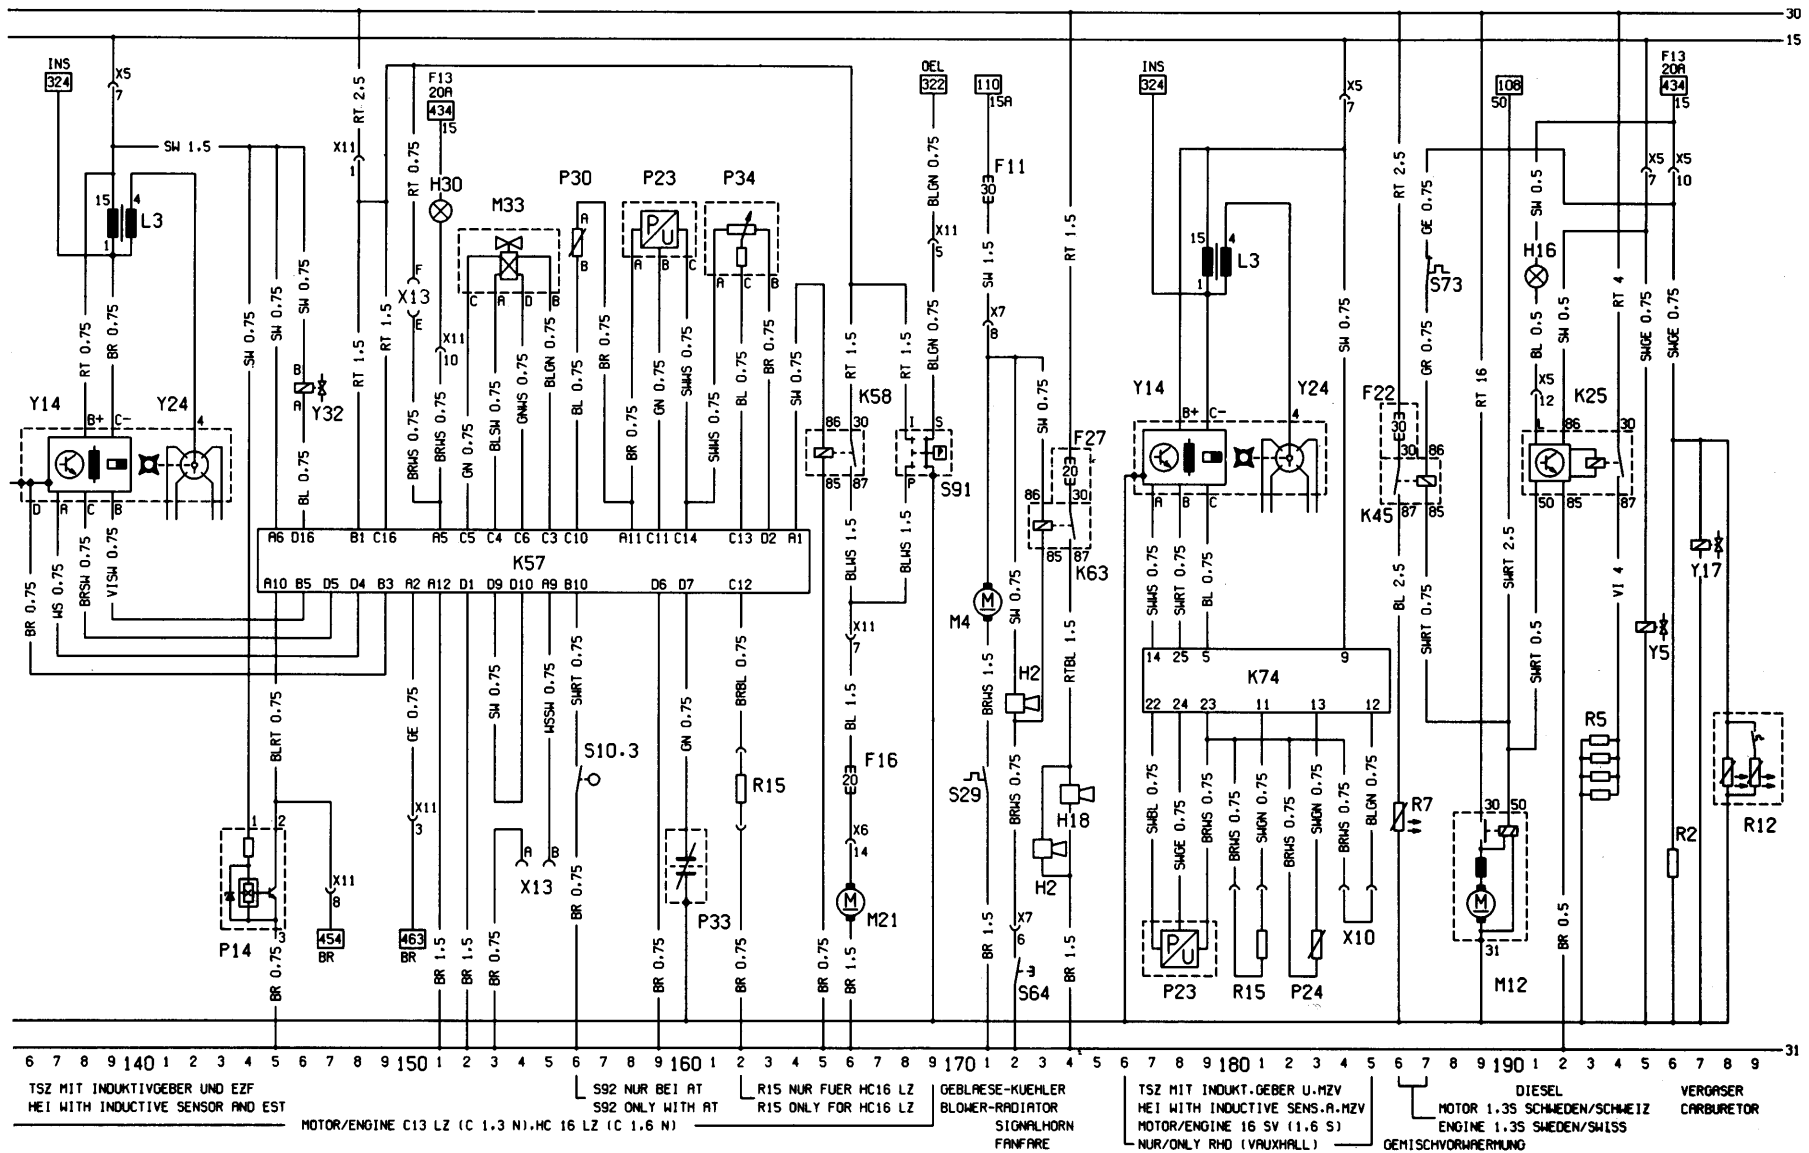 30
15
INS
324
X5
7
SW 1.5
X11
1
RT 2.5
RT 0.75
F13
20A
434
15
H30
M33
P30
P23
P34
OEL
322
BLGN 0.75
X11
5
110
15A
F11
30
SW 1.5
X7
8
RT 1.5
INS
324
X5
7
108
50
RT 2.5
GE 0.75
S73
GR 0.75
SW 0.5
H16
BL 0.5
X5
12
F13
20A
434
15
X5
7
X5
10
15 4
L3
1
RT 0.75
BR 0.75
SW 0.75
SW 0.75
SW 0.75
B
A
Y32
BL 0.75
RT 1.5
RT 1.5
F
X13
E
X11
10
BRWS 0.75
BRWS 0.75
C A D B
GN 0.75
BLSW 0.75
GNWS 0.75
BLGN 0.75
A
B
BL 0.75
BR 0.75
P
U
A B C
BR 0.75
GN 0.75
SWWS 0.75
A C B
SWWS 0.75
BL 0.75
BR 0.75
SW 0.75
RT 1.5
RT 1.5
BLGN 0.75
K58
86 30
85 87
I S
P
S91
BLWS 1.5
BLWS 1.5
SW 0.75
F27
20
86 30
85 87
K63
15 4
L3
1
SW 0.75
RT 16
F22
30
30 86
K45
87 85
SW 0.5
RT 4
SWGE 0.75
SWGE 0.75
K25
L 86 30
50 85 87
Y14
B+ C-
Y24
4
D A C B
Y14
B+ C-
Y24
4
A B C
A6 D16 B1 C16 A5 C5 C4 C6 C3 C10 A11 C11 C14 C13 D2 A1
K57
A10 B5 D5 D4 B3 A2 A12 D1 D9 D10 A9 B10 D6 D7 C12
BR 0.75
WS 0.75
BRSW 0.75
VISW 0.75
BLRT 0.75
GE 0.75
SW 0.75
WSSW 0.75
SWRT 0.75
GN 0.75
BRBL 0.75
X11
7
BL 1.5
M
M4
SW 0.75
BRWS 1.5
H2
RTBL 1.5
SWWS 0.75
SWRT 0.75
BL 0.75
BL 2.5
SWRT 0.75
SWRT 2.5
SWRT 0.5
VI 4
Y17
Y5
14 25 5 9
K74
22 24 23 11 13 12
S10.3
R15
F16
20
S29
BRWS 0.75
H18
H2
SWBL 0.75
SWGE 0.75
BRWS 0.75
BRWS 0.75
SWGN 0.75
BRWS 0.75
SWGN 0.75
BRWS 0.75
BLGN 0.75
R7
R5
R2
R12
30 50
M
31
M12
1 2
3
P14
X11
8
454
BR
X11
3
463
BR
A B
X13
BR 0.75
P33
X6
14
M
M21
X7
6
S64
P
U
P23
R15
P24
X10
BR 0.75
BR 1.5
BR 1.5
BR 0.75
BR 0.75
BR 0.75
BR 0.75
BR 1.5
BR 1.5
BR 1.5
BR 0.5
31
6 7 8 9 140 1 2 3 4 5 6 7 8 9 150 1 2 3 4 5 6 7 8 9 160 1 2 3 4 5 6 7 8 9 170 1 2 3 4 5 6 7 8 9 180 1 2 3 4 5 6 7 8 9 190 1 2 3 4 5 6 7 8 9
TSZ MIT INDUKTIVGEBER UND EZF
HEI WITH INDUCTIVE SENSOR AND EST
MOTOR/ENGINE C13 LZ (C 1.3 N).HC 16 LZ (C 1.6 N)
S92 NUR BEI AT
S92 ONLY WITH AT
R15 NUR FUER HC16 LZ
R15 ONLY FOR HC16 LZ
GEBLAESE-KUEHLER
BLOWER-RADIATOR
SIGNALHORN
FANFARE
TSZ MIT INDUKT.GEBER U.MZV
HEI WITH INDUCTIVE SENS.A.MZV
MOTOR/ENGINE 16 SV (1.6 S)
NUR/ONLY RHD (VAUXHALL)
DIESEL
MOTOR 1.3S SCHWEDEN/SCHWEIZ
ENGINE 1.3S SWEDEN/SWISS
GEMISCHVORWAERMUNG
VERGASER
CARBURETOR